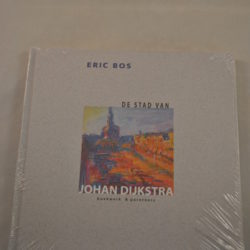 ERIC BOS
DE STAD VAN
JOHAN DIJKSTRA